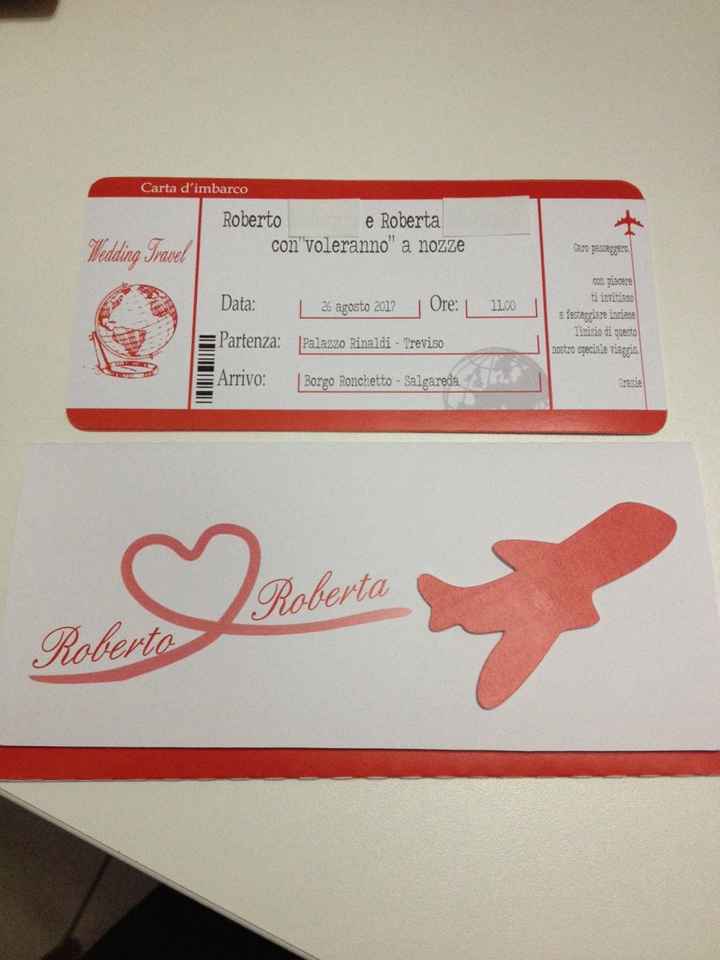 Carta d'imbarco
Wedding Travel
Roberto e Roberta
con"voleranno" a nozze
Data: 26 agosto 2017 Ore: 11.00
Partenza: Palazzo Rinaldi - Treviso
Arrivo: Borgo Ronchetto - Salgareda
Caro passeggero,
con piacere
ti invitiamo
a festeggiare insieme
l'inizio di questo
nostro speciale viaggio.
Grazie
Roberto
Roberta